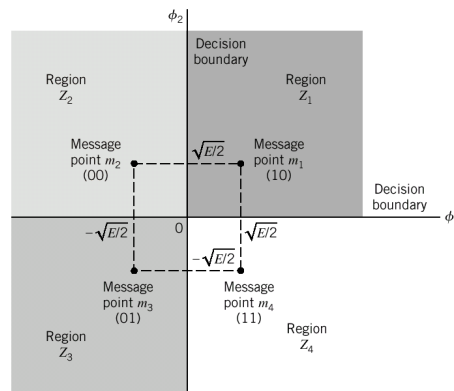 ϕ₂
Decision
boundary
Region
Z₂
Region
Z₁
Message
point m₂
(00)
√E/2
Message
point m₁
(10)
Decision
boundary
ϕ
0
−√E/2
√E/2
−√E/2
Message
point m₃
(01)
Message
point m₄
(11)
Region
Z₃
Region
Z₄